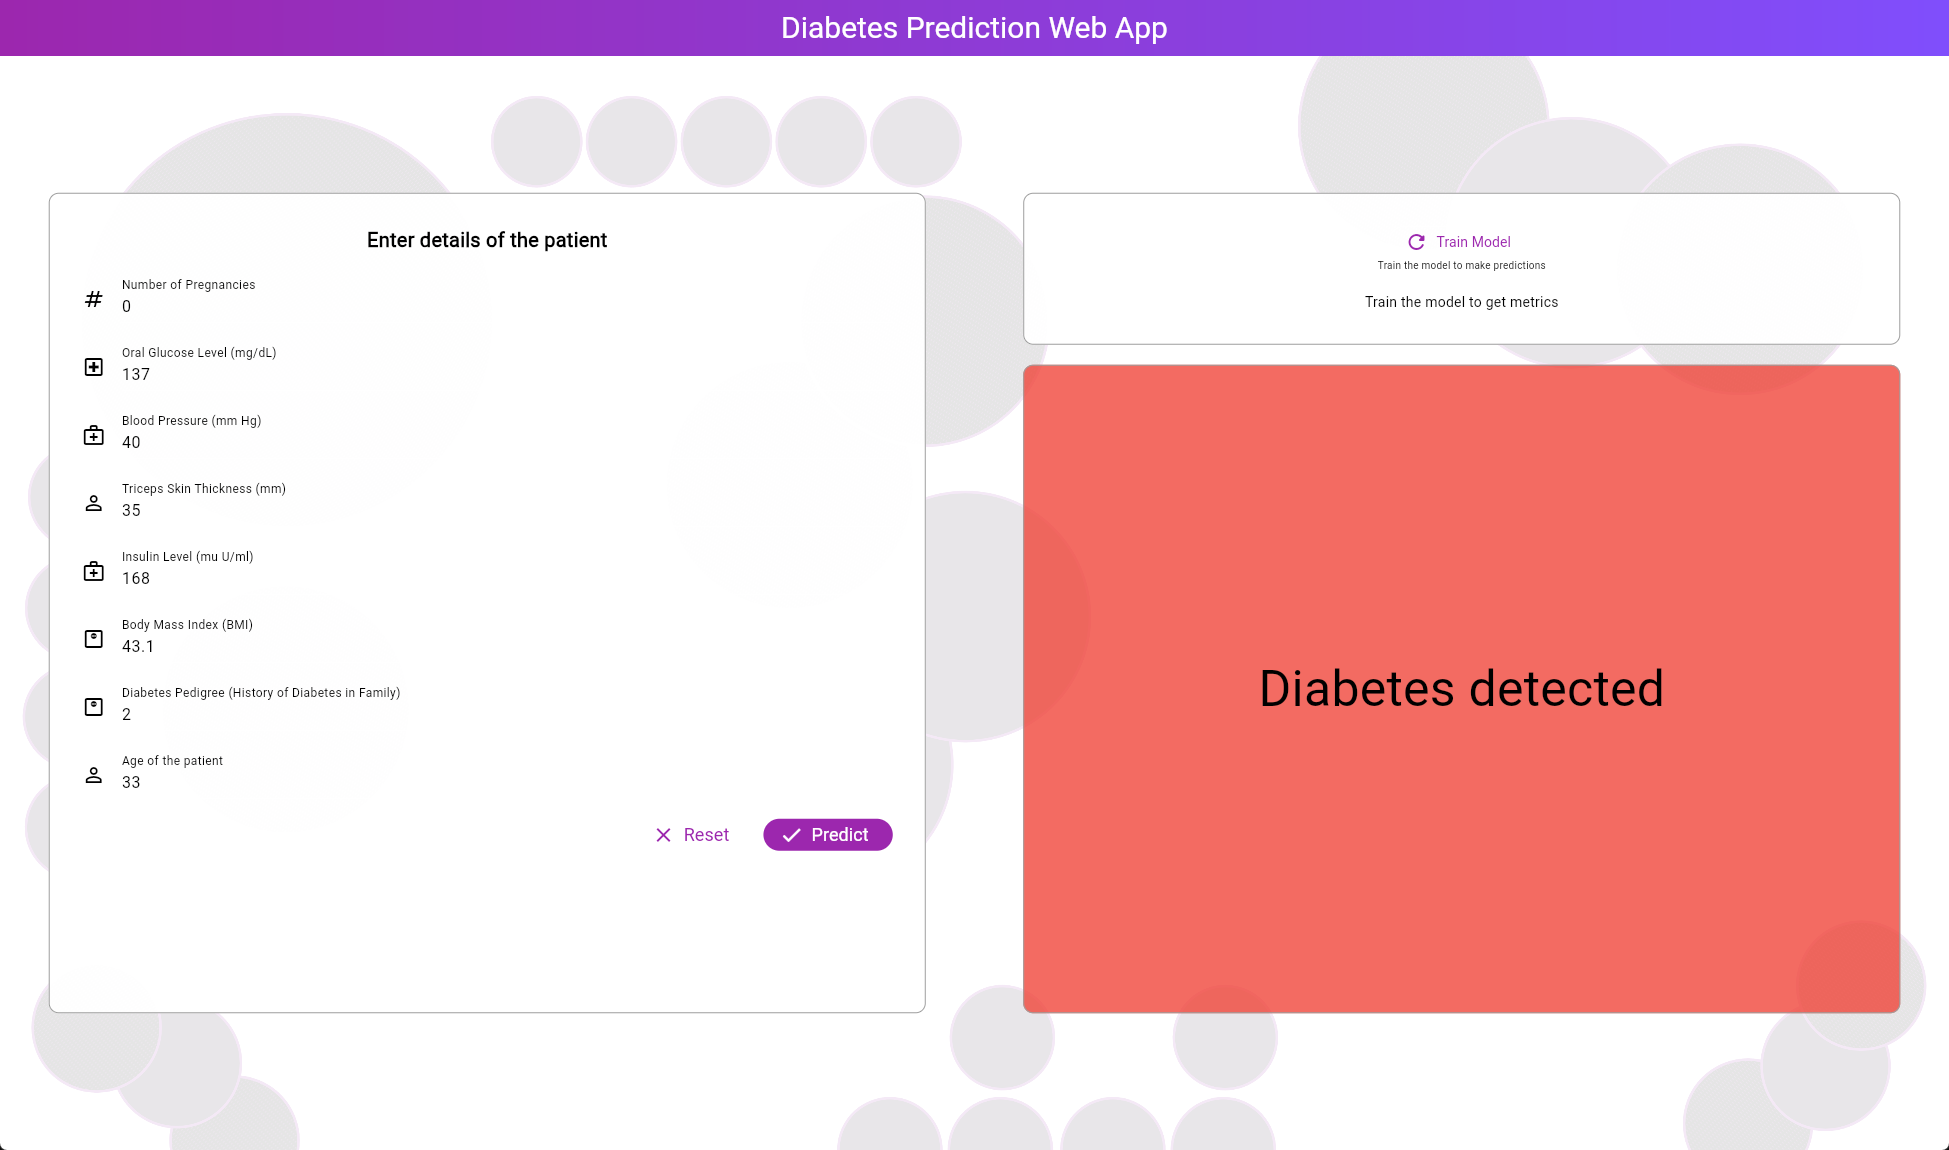 Diabetes Prediction Web App
Enter details of the patient
Number of Pregnancies
0
Oral Glucose Level (mg/dL)
137
Blood Pressure (mm Hg)
40
Triceps Skin Thickness (mm)
35
Insulin Level (mu U/ml)
168
Body Mass Index (BMI)
43.1
Diabetes Pedigree (History of Diabetes in Family)
2
Age of the patient
33
Reset
Predict
Train Model
Train the model to make predictions
Train the model to get metrics
Diabetes detected